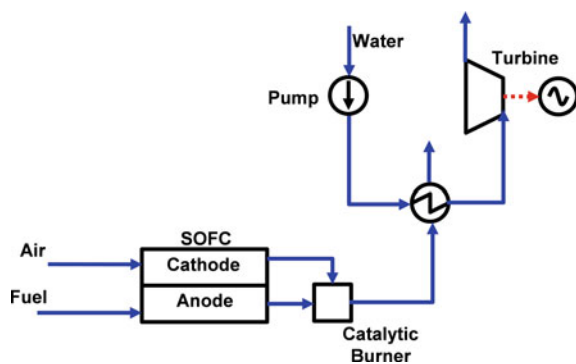 Water
Turbine
Pump
SOFC
Air
Cathode
Fuel
Anode
Catalytic
Burner